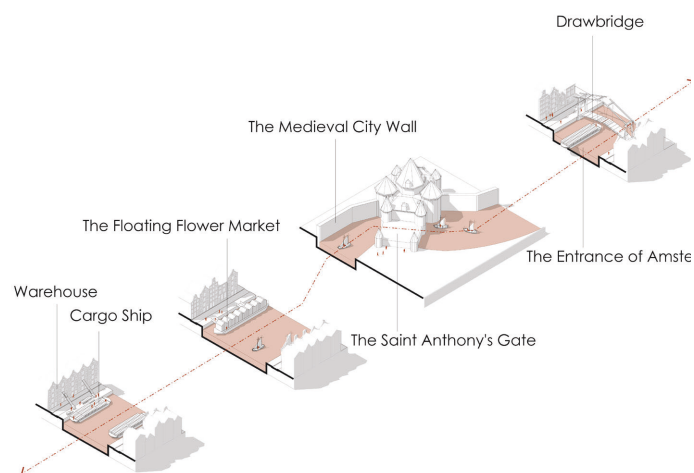 Drawbridge
The Medieval City Wall
The Floating Flower Market
The Entrance of Amste
Warehouse
Cargo Ship
The Saint Anthony's Gate